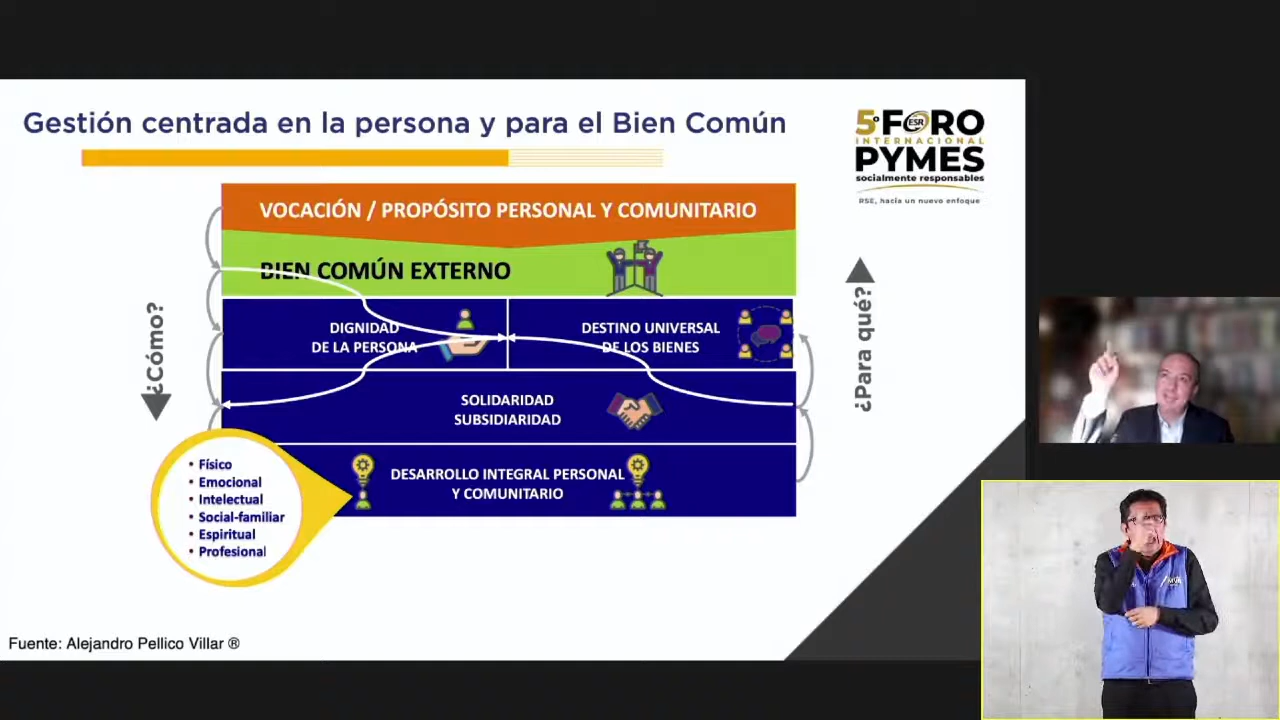 Gestión centrada en la persona y para el Bien Común
5º FORO
ESR
INTERNACIONAL
PYMES
socialmente responsables
RSE, hacia un nuevo enfoque
VOCACIÓN / PROPÓSITO PERSONAL Y COMUNITARIO
BIEN COMÚN EXTERNO
¿Cómo?
DIGNIDAD
DE LA PERSONA
DESTINO UNIVERSAL
DE LOS BIENES
¿Para qué?
SOLIDARIDAD
SUBSIDIARIDAD
DESARROLLO INTEGRAL PERSONAL
Y COMUNITARIO
• Físico
• Emocional
• Intelectual
• Social-familiar
• Espiritual
• Profesional
Fuente: Alejandro Pellico Villar ®